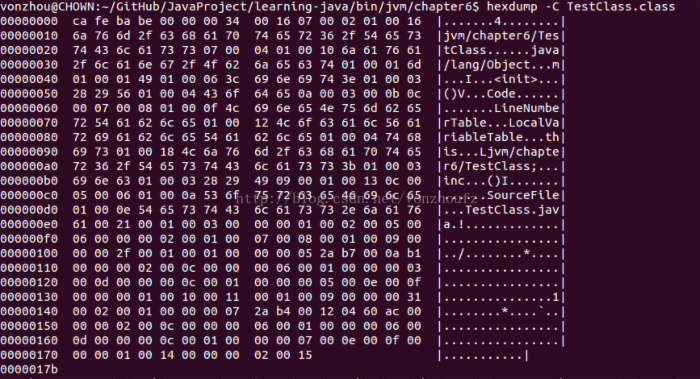 vonzhou@CHOWN:~/GitHub/JavaProject/learning-java/bin/jvm/chapter6$ hexdump -C TestClass.class
00000000  ca fe ba be 00 00 00 34  00 16 07 00 02 01 00 16  |.......4........|
00000010  6a 76 6d 2f 63 68 61 70  74 65 72 36 2f 54 65 73  |jvm/chapter6/Tes|
00000020  74 43 6c 61 73 73 07 00  04 01 00 10 6a 61 76 61  |tClass......java|
00000030  2f 6c 61 6e 67 2f 4f 62  6a 65 63 74 01 00 01 6d  |/lang/Object...m|
00000040  01 00 01 49 01 00 06 3c  69 6e 69 74 3e 01 00 03  |...I...<init>...|
00000050  28 29 56 01 00 04 43 6f  64 65 0a 00 03 00 0b 0c  |()V...Code......|
00000060  00 07 00 08 01 00 0f 4c  69 6e 65 4e 75 6d 62 65  |.......LineNumbe|
00000070  72 54 61 62 6c 65 01 00  12 4c 6f 63 61 6c 56 61  |rTable...LocalVa|
00000080  72 69 61 62 6c 65 54 61  62 6c 65 01 00 04 74 68  |riableTable...th|
00000090  69 73 01 00 18 4c 6a 76  6d 2f 63 68 61 70 74 65  |is...Ljvm/chapte|
000000a0  72 36 2f 54 65 73 74 43  6c 61 73 73 3b 01 00 03  |r6/TestClass;...|
000000b0  69 6e 63 01 00 03 28 29  49 09 00 01 00 13 0c 00  |inc...()I.......|
000000c0  05 00 06 01 00 0a 53 6f  75 72 63 65 46 69 6c 65  |......SourceFile|
http://blog.csdn.net/vonzhoufz
000000d0  01 00 0e 54 65 73 74 43  6c 61 73 73 2e 6a 61 76  |...TestClass.jav|
000000e0  61 00 21 00 01 00 03 00  00 00 01 00 02 00 05 00  |a.!.............|
000000f0  06 00 00 00 02 00 01 00  07 00 08 00 01 00 09 00  |................|
00000100  00 00 2f 00 01 00 01 00  00 00 05 2a b7 00 0a b1  |../........*....|
00000110  00 00 00 02 00 0c 00 00  00 06 00 01 00 00 00 03  |................|
00000120  00 0d 00 00 00 0c 00 01  00 00 00 05 00 0e 00 0f  |................|
00000130  00 00 00 01 00 10 00 11  00 01 00 09 00 00 00 31  |...............1|
00000140  00 02 00 01 00 00 00 07  2a b4 00 12 04 60 ac 00  |........*....`..|
00000150  00 00 02 00 0c 00 00 00  06 00 01 00 00 00 06 00  |................|
00000160  0d 00 00 00 0c 00 01 00  00 00 07 00 0e 00 0f 00  |................|
00000170  00 00 01 00 14 00 00 00  02 00 15                 |...........|
0000017b